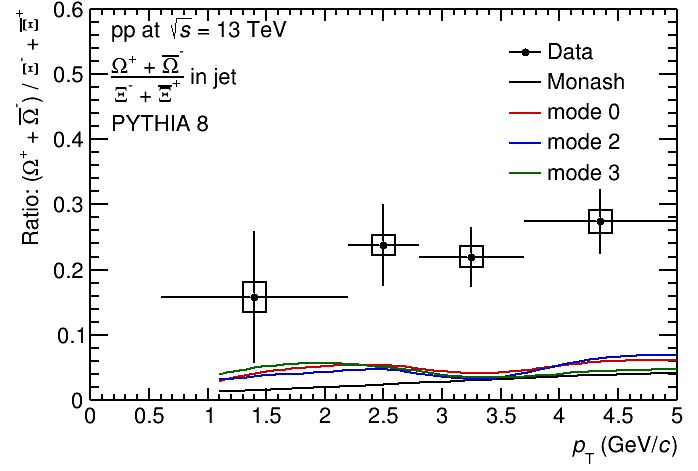 pp at √s = 13 TeV
Ω⁺ + Ω̅⁻
Ξ⁻ + Ξ̅⁺
in jet
PYTHIA 8
Data
Monash
mode 0
mode 2
mode 3
Ratio: (Ω⁺ + Ω̅⁻) / Ξ⁻ + Ξ̅⁺
0.6
0.5
0.4
0.3
0.2
0.1
0
0 0.5 1 1.5 2 2.5 3 3.5 4 4.5 5
p_T (GeV/c)